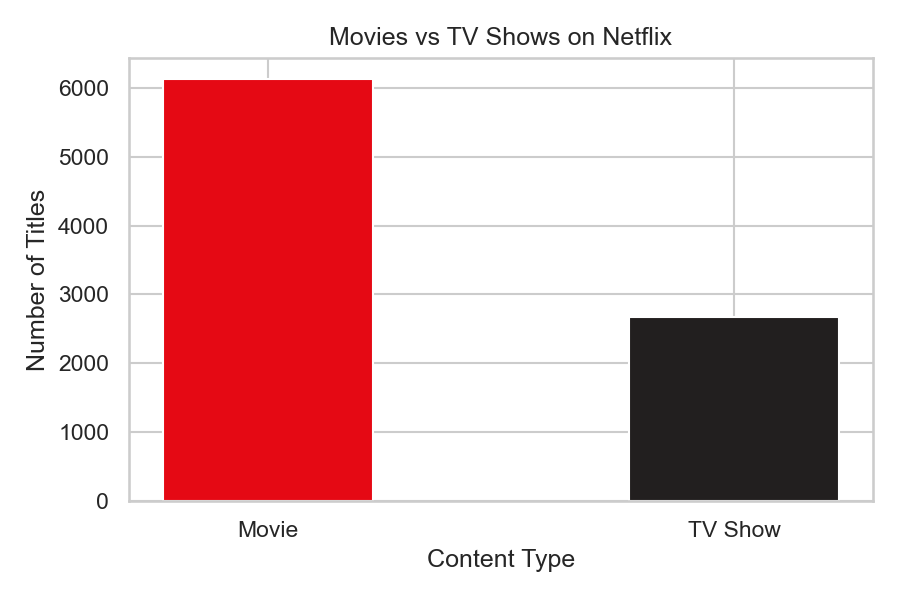 Movies vs TV Shows on Netflix
Number of Titles
6000
5000
4000
3000
2000
1000
0
Movie
TV Show
Content Type